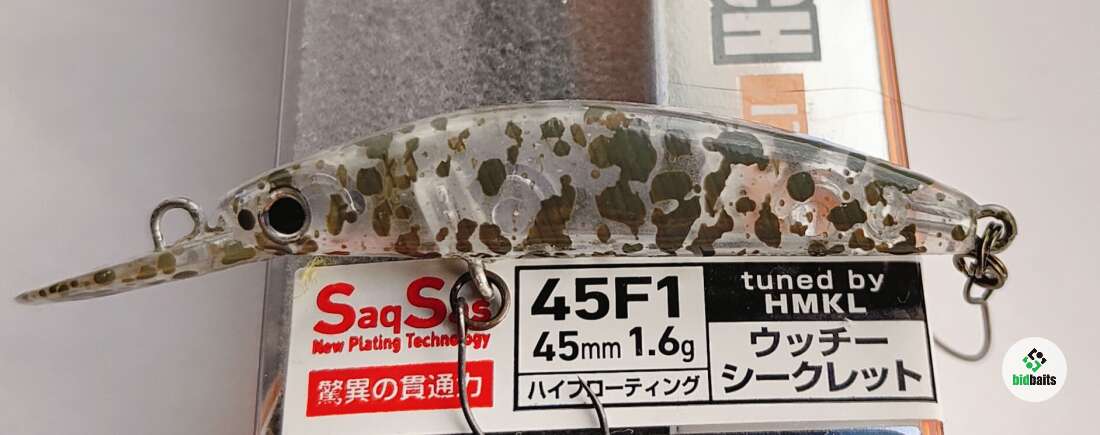 SaqSas
New Plating Technology
驚異の貫通力
45F1
45mm 1.6g
ハイフローティング
tuned by
HMKL
ウッチー
シークレット
bidbaits